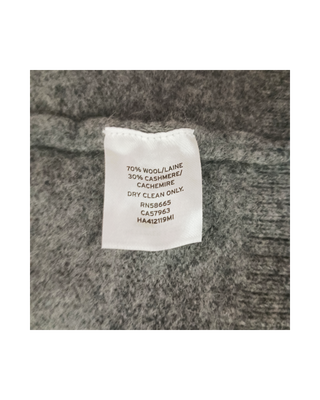 70% WOOL/LAINE
30% CASHMERE/
CACHEMIRE
DRY CLEAN ONLY.
RN58665
CA57963
HA412119MI